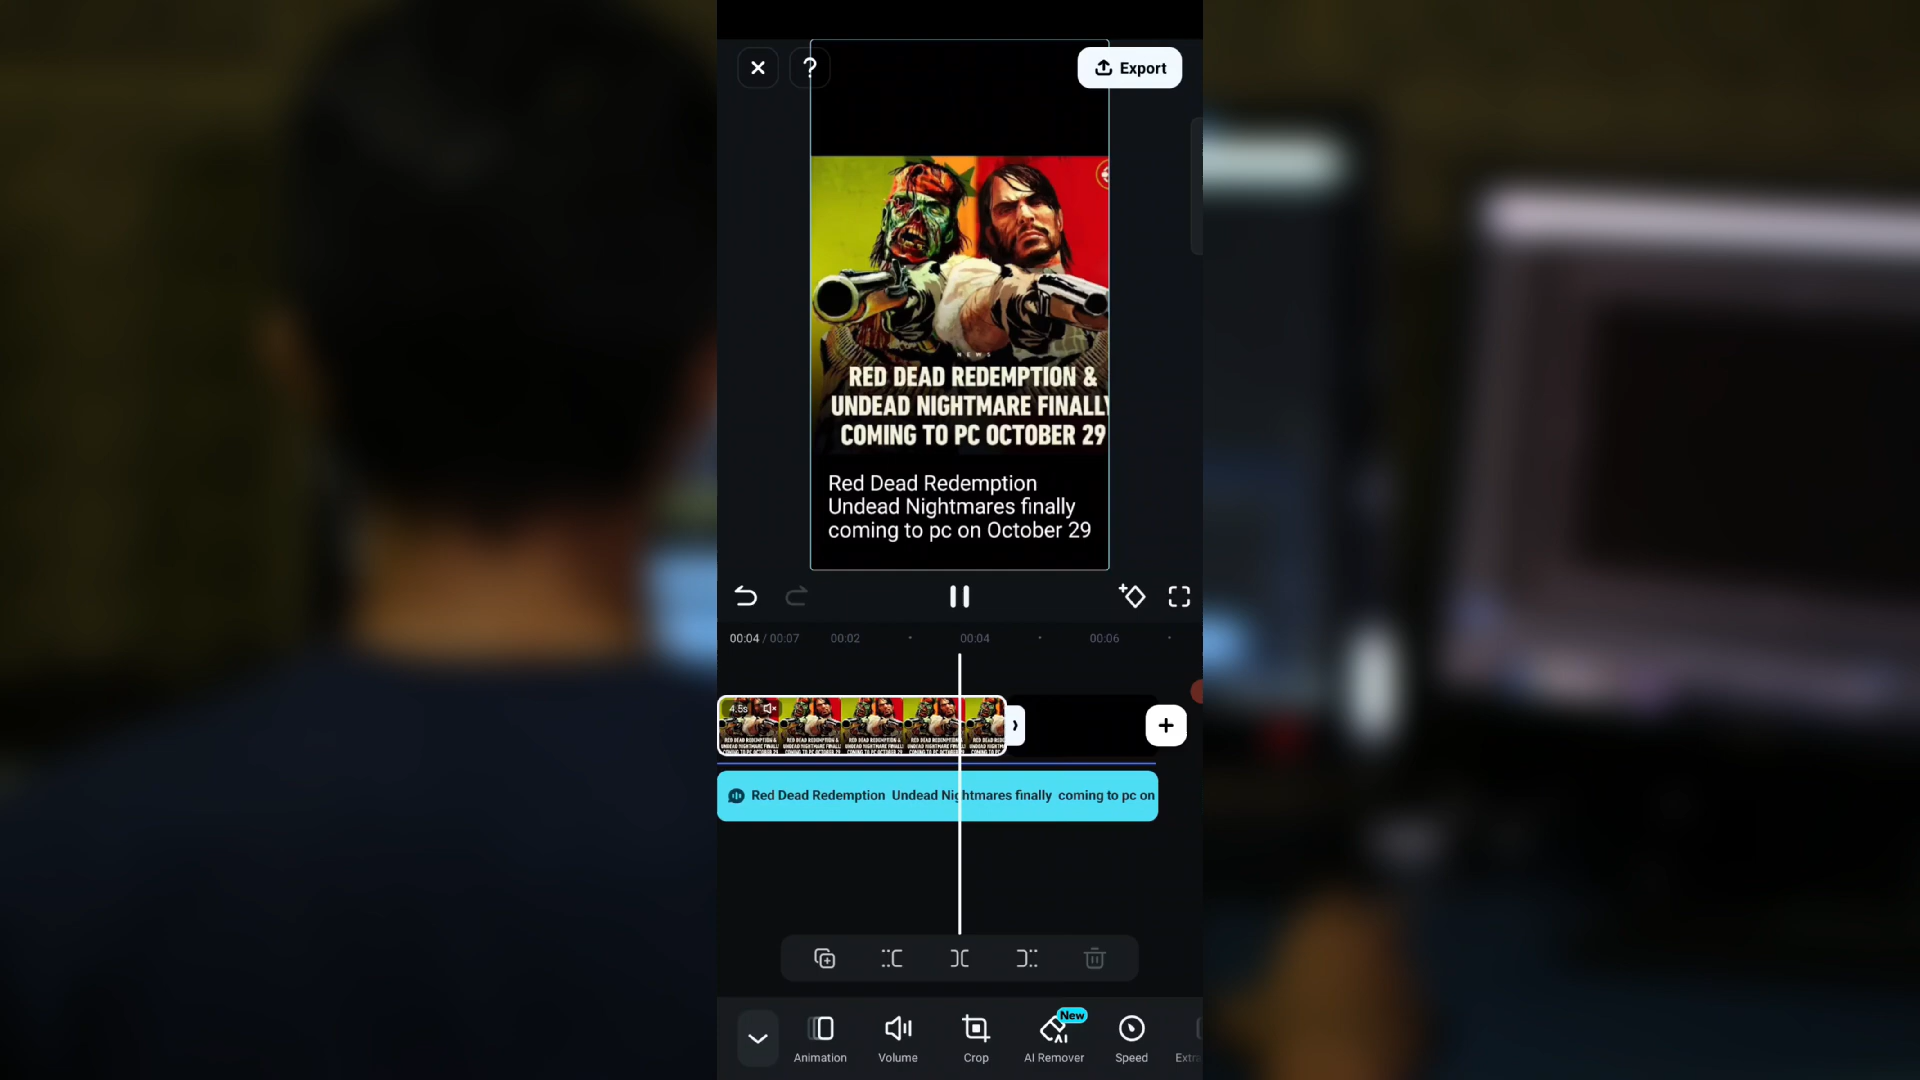 ?
Export
NEWS
RED DEAD REDEMPTION &
UNDEAD NIGHTMARE FINALLY
COMING TO PC OCTOBER 29
Red Dead Redemption
Undead Nightmares finally
coming to pc on October 29
00:04 / 00:07 00:02 00:04 00:06
4.5s
Red Dead Redemption Undead Nightmares finally coming to pc on
New
Animation Volume Crop AI Remover Speed Extra